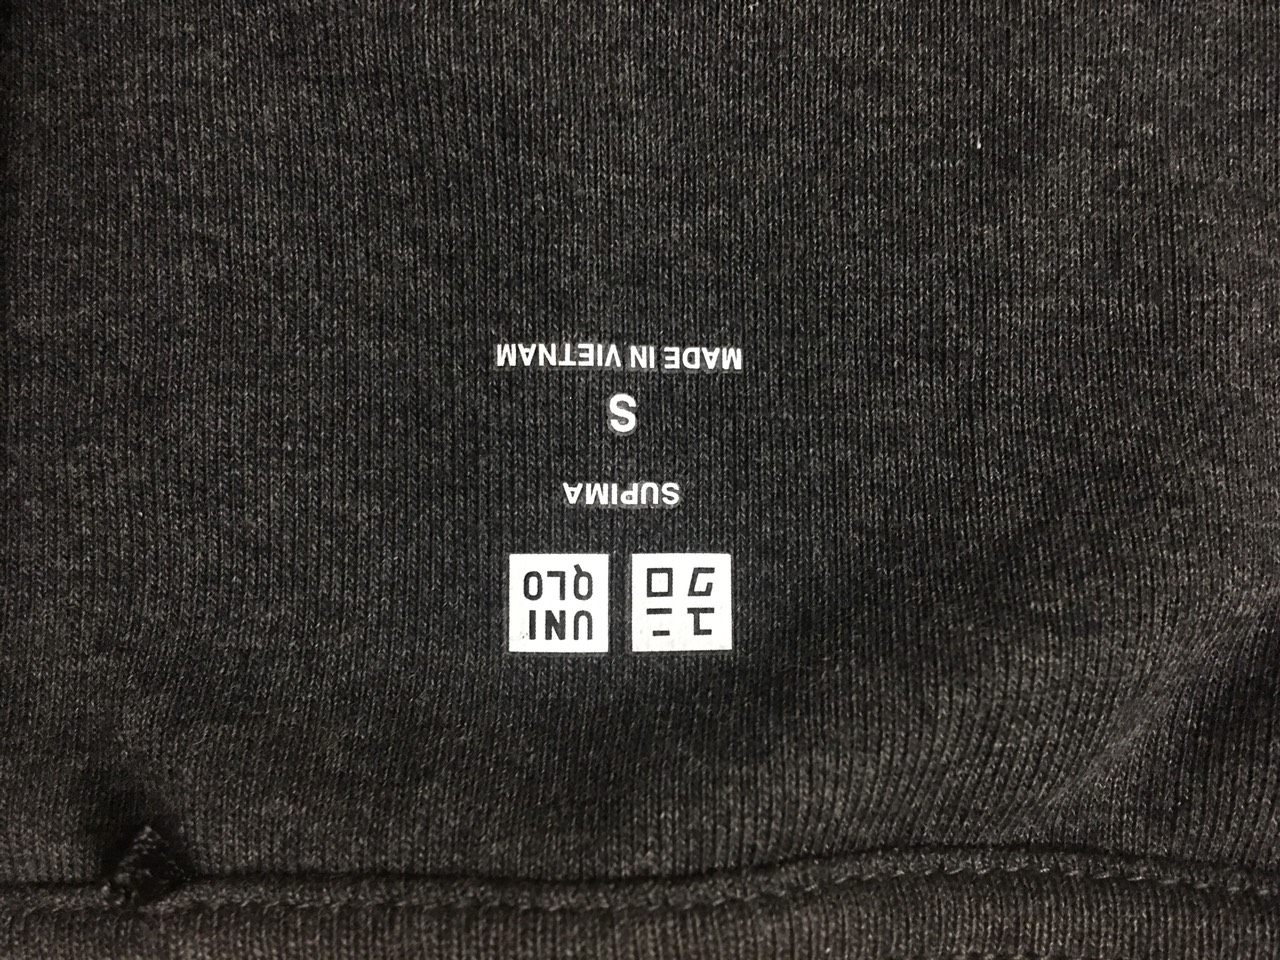 ユニ
クロ
UNI
QLO
SUPIMA
S
MADE IN VIETNAM